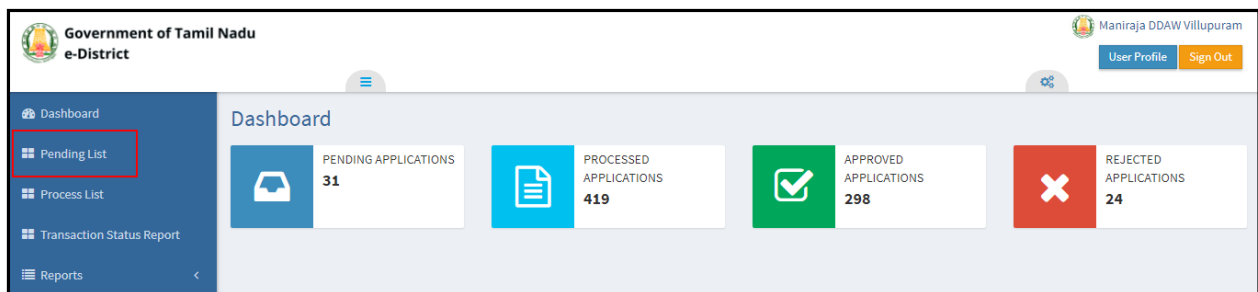 Government of Tamil Nadu
e-District
Maniraja DDAW Villupuram
User Profile
Sign Out
Dashboard
Pending List
Process List
Transaction Status Report
Reports
Dashboard
PENDING APPLICATIONS
31
PROCESSED
APPLICATIONS
419
APPROVED
APPLICATIONS
298
REJECTED
APPLICATIONS
24